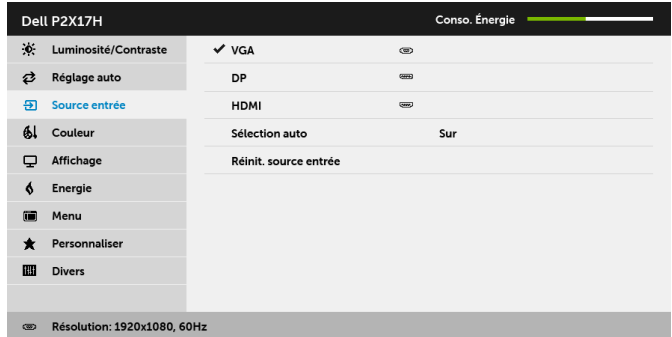 Dell P2X17H
Conso. Énergie
Luminosité/Contraste
VGA
Réglage auto
DP
Source entrée
HDMI
Couleur
Sélection auto Sur
Affichage
Réinit. source entrée
Energie
Menu
Personnaliser
Divers
Résolution: 1920x1080, 60Hz